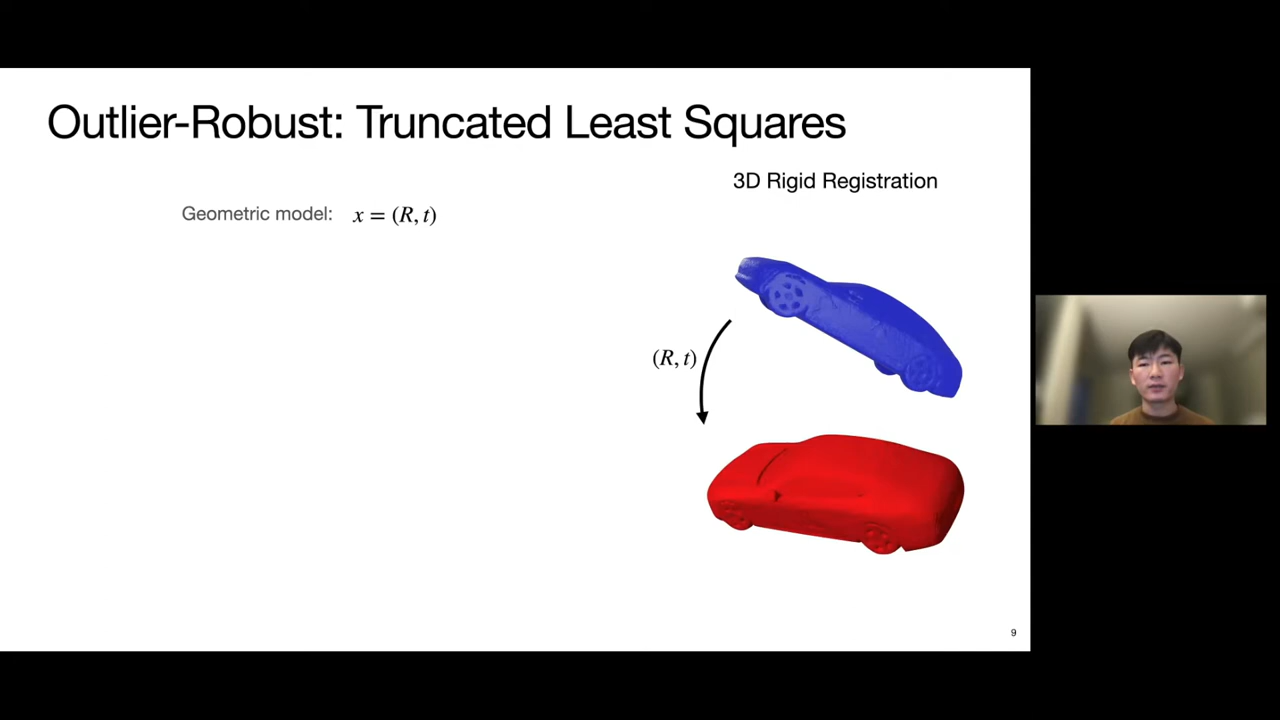 Outlier-Robust: Truncated Least Squares
3D Rigid Registration
Geometric model: x = (R, t)
(R, t)
9